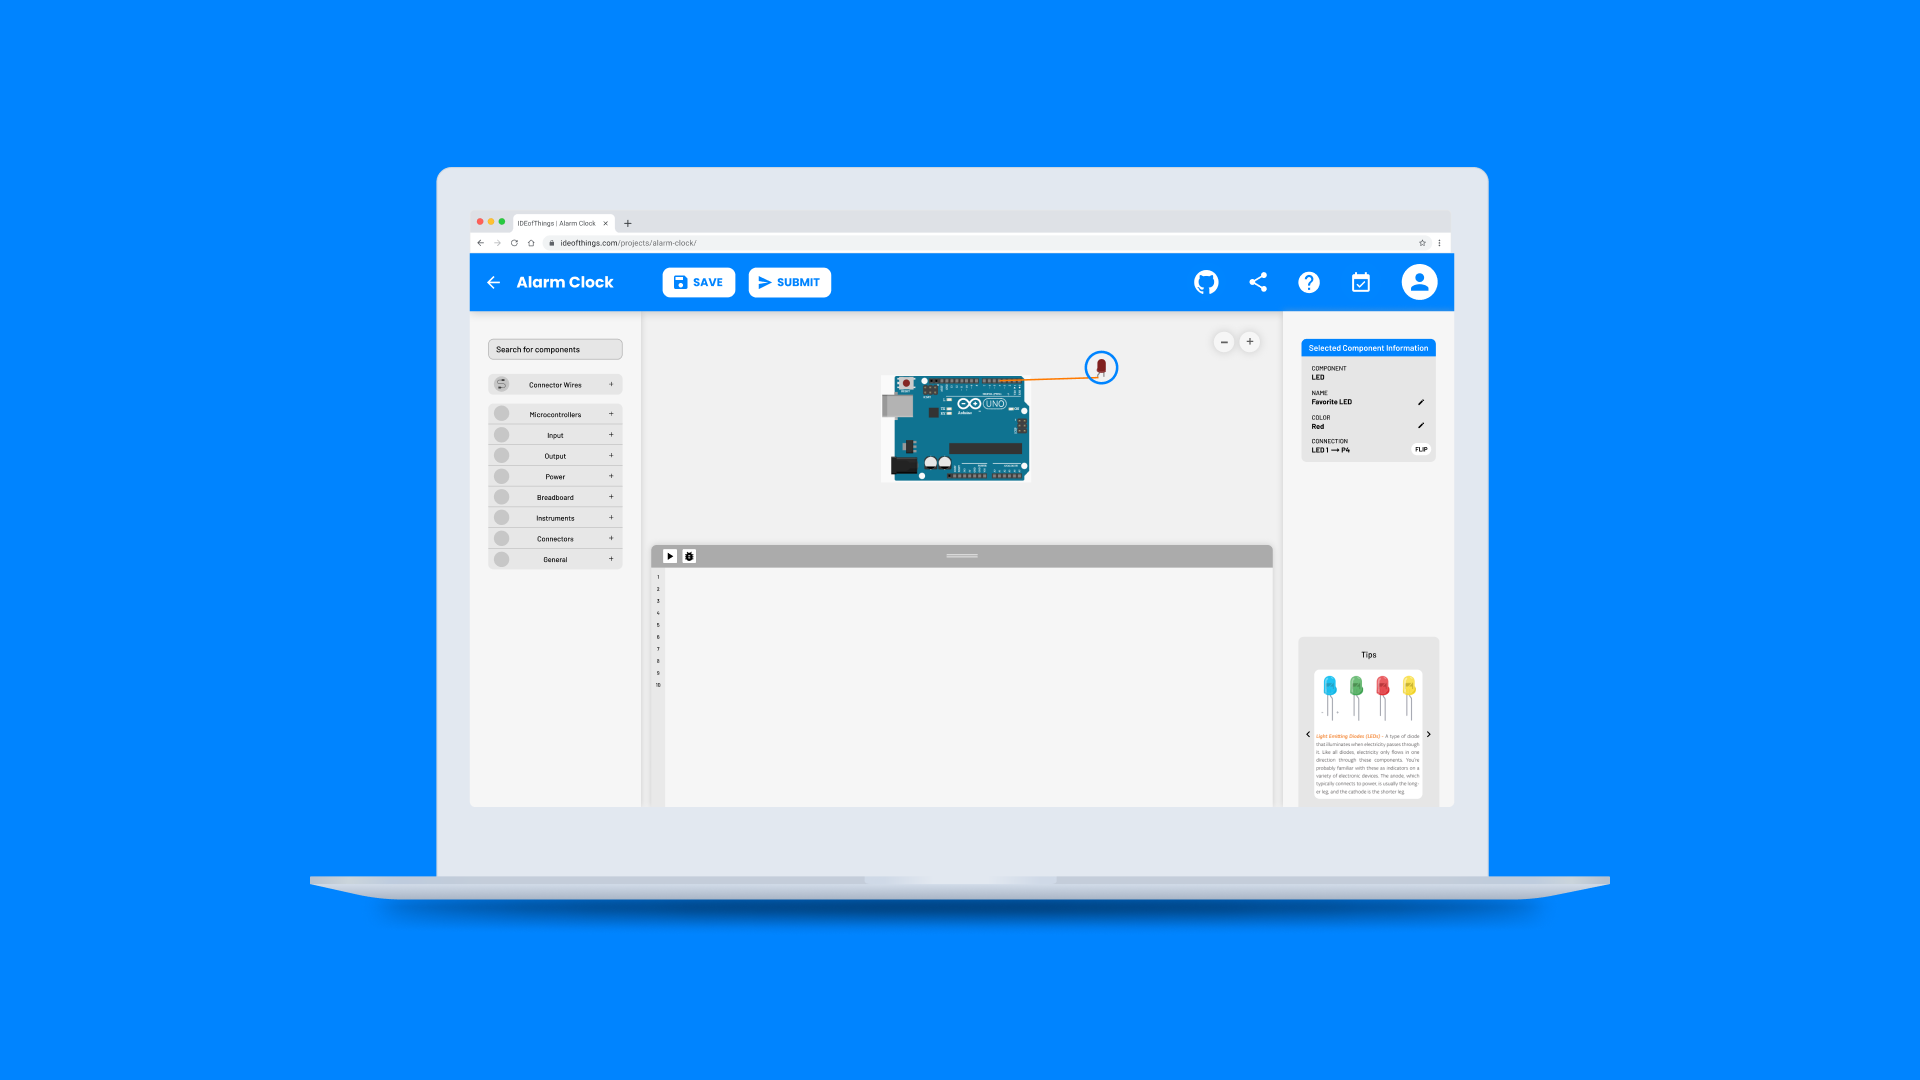 IDEofThings | Alarm Clock
ideofthings.com/projects/alarm-clock/
Alarm Clock
SAVE
SUBMIT
Search for components
Connector Wires
Microcontrollers
Input
Output
Power
Breadboard
Instruments
Connectors
General
UNO
Arduino
1
2
3
4
5
6
7
8
9
10
Selected Component Information
COMPONENT
LED
NAME
Favorite LED
COLOR
Red
CONNECTION
LED 1 → P4
FLIP
Tips
Light Emitting Diodes (LEDs) - A type of diode
that illuminates when electricity passes through
it. Like all diodes, electricity only flows in one
direction through these components. You're
probably familiar with these as indicators on a
variety of electronic devices. The anode, which
typically connects to power, is usually the long-
er leg, and the cathode is the shorter leg.